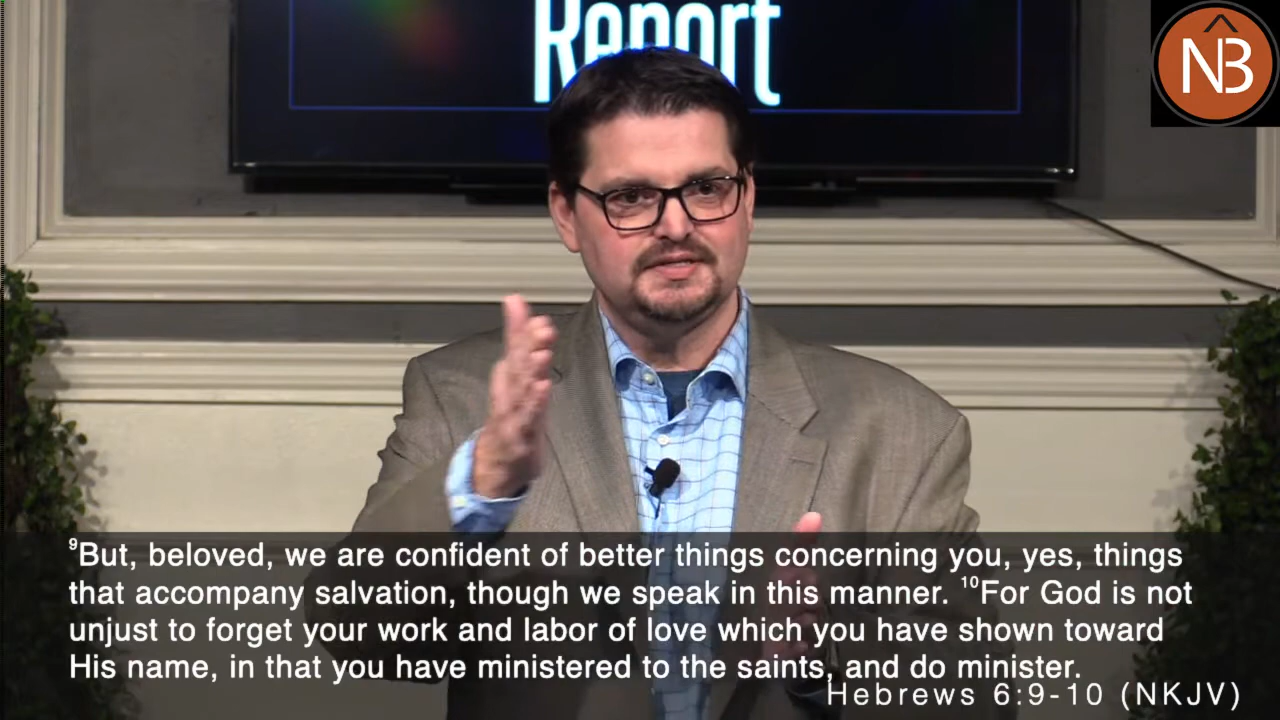 Report
N̂B
⁹But, beloved, we are confident of better things concerning you, yes, things
that accompany salvation, though we speak in this manner. ¹⁰For God is not
unjust to forget your work and labor of love which you have shown toward
His name, in that you have ministered to the saints, and do minister.
Hebrews 6:9-10 (NKJV)